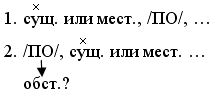 ×
1. сущ. или мест., /ПО/, ...
×
2. /ПО/, сущ. или мест. ...
обст.?